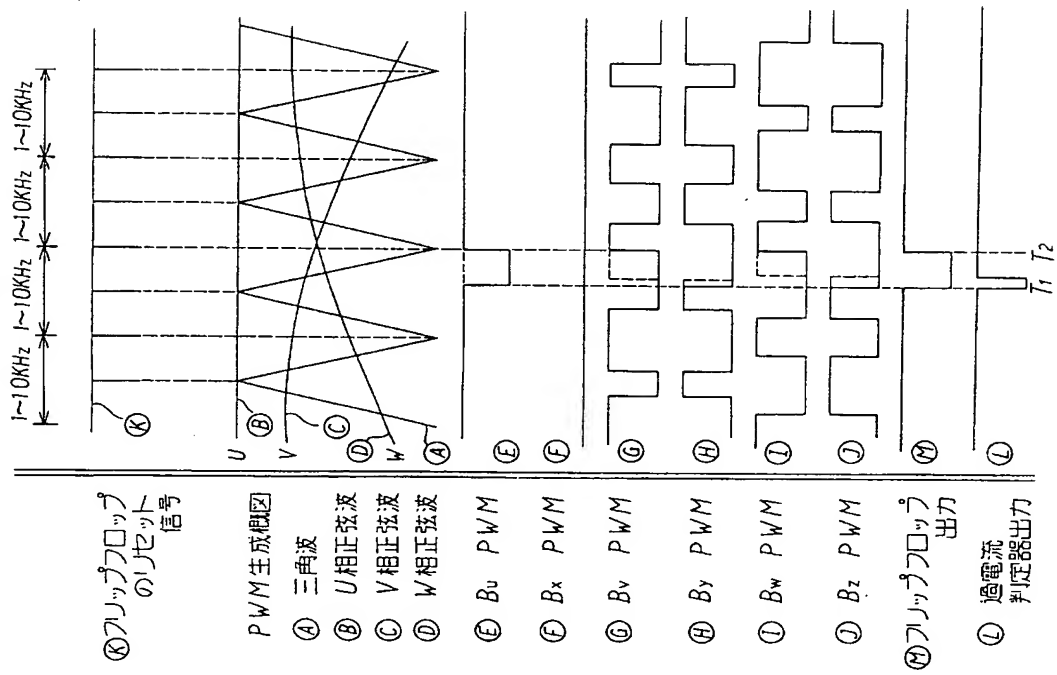 1~10KHz 1~10KHz 1~10KHz 1~10KHz
Ⓚフリップフロップ
のリセット
信号
Ⓚ
PWM生成概図
Ⓐ 三角波
Ⓑ U相正弦波
Ⓒ V相正弦波
Ⓓ W相正弦波
U
Ⓑ
V
Ⓒ
Ⓓ
W
Ⓐ
Ⓔ Bu PWM
Ⓔ
Ⓕ Bx PWM
Ⓕ
Ⓖ Bv PWM
Ⓖ
Ⓗ By PWM
Ⓗ
Ⓘ Bw PWM
Ⓘ
Ⓙ Bz PWM
Ⓙ
Ⓜフリップフロップ
出力
Ⓜ
Ⓛ 過電流
判定器出力
Ⓛ
T1 T2